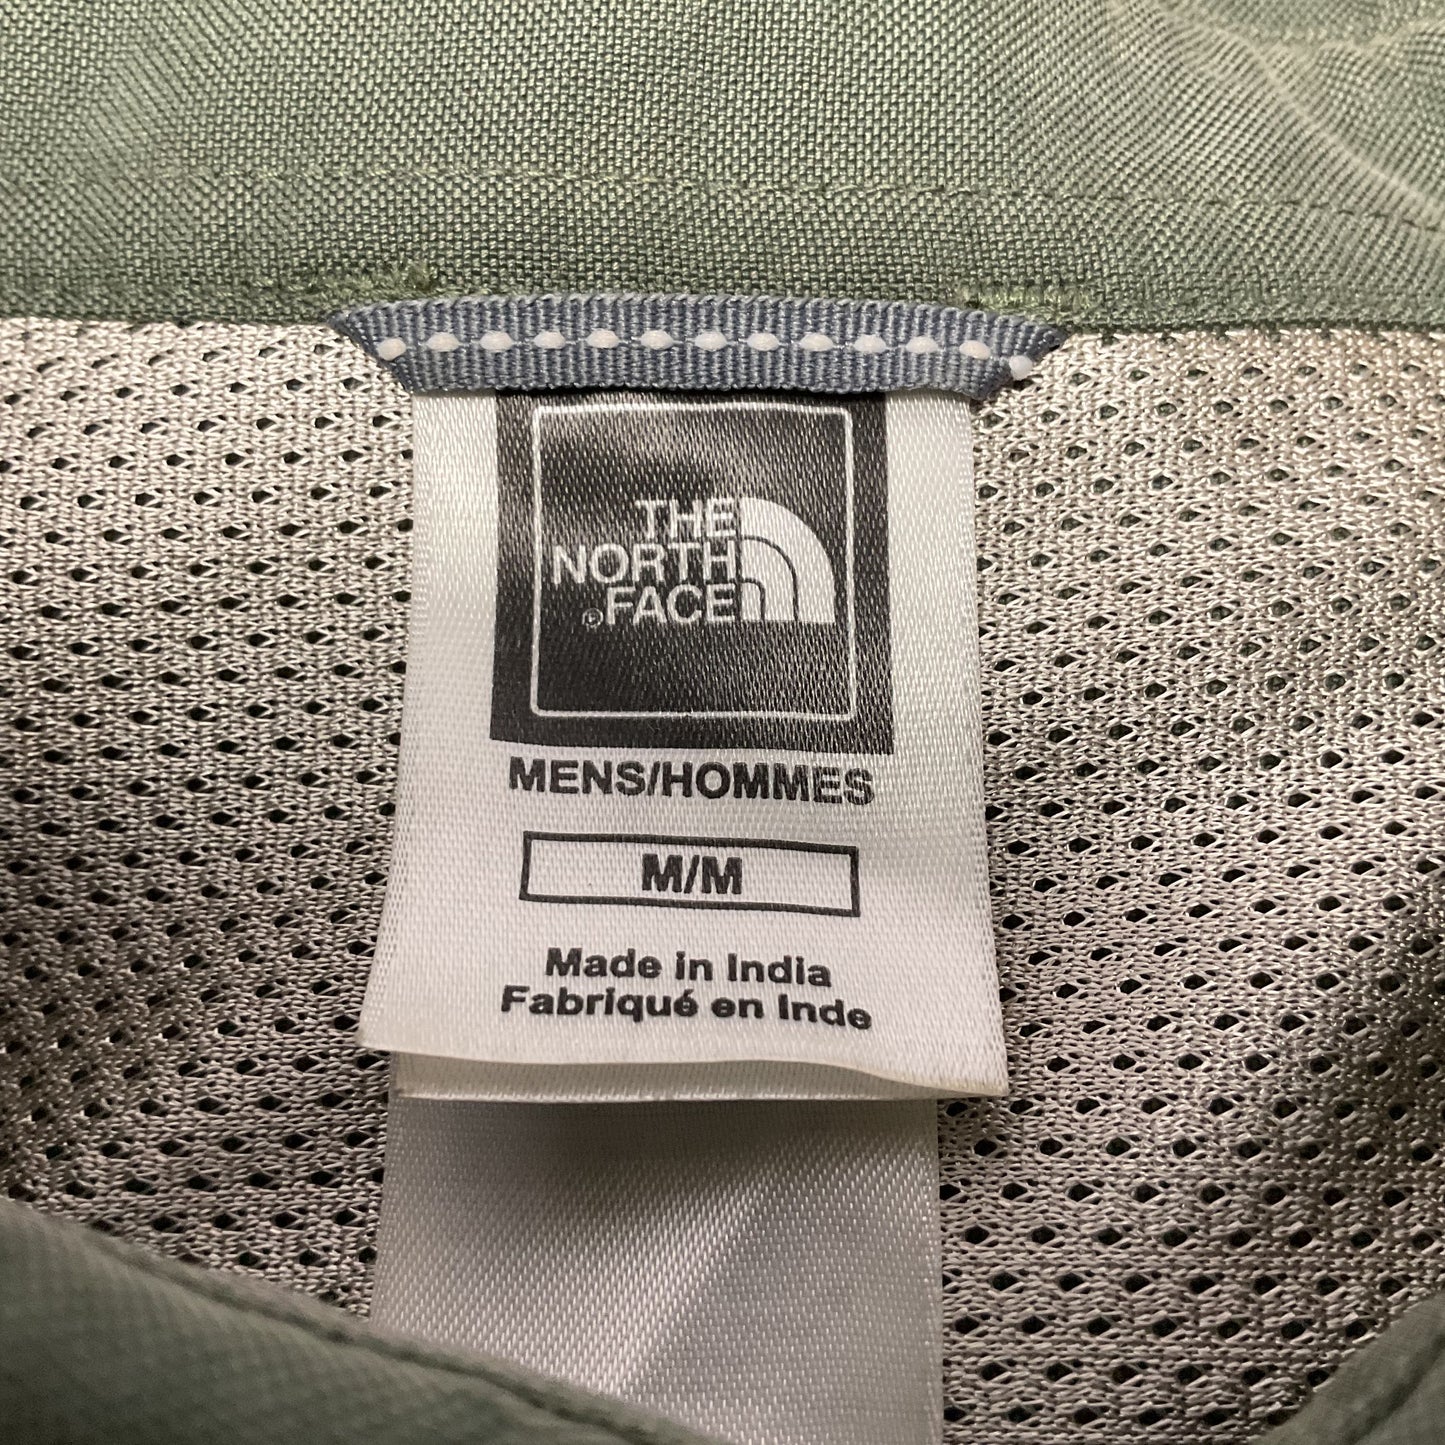 THE
NORTH
FACE
MENS/HOMMES
M/M
Made in India
Fabriqué en Inde